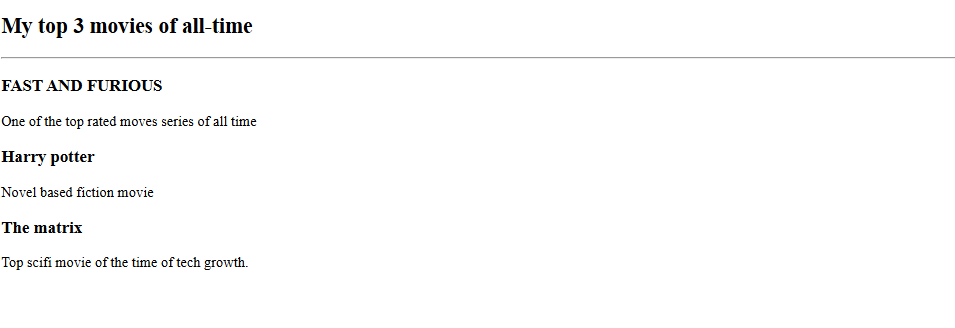 My top 3 movies of all-time
FAST AND FURIOUS
One of the top rated moves series of all time
Harry potter
Novel based fiction movie
The matrix
Top scifi movie of the time of tech growth.